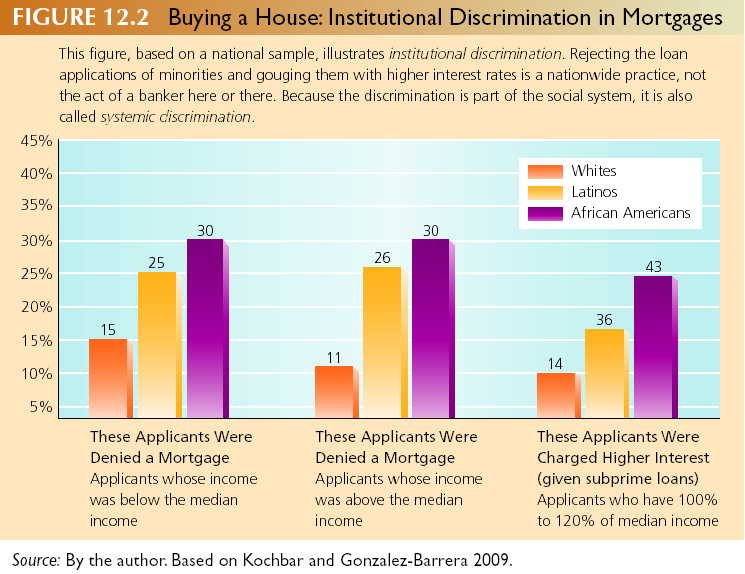 FIGURE 12.2 Buying a House: Institutional Discrimination in Mortgages
This figure, based on a national sample, illustrates institutional discrimination. Rejecting the loan
applications of minorities and gouging them with higher interest rates is a nationwide practice, not
the act of a banker here or there. Because the discrimination is part of the social system, it is also
called systemic discrimination.
45%
40%
35%
30%
25%
20%
15%
10%
5%
Whites
Latinos
African Americans
15
25
30
11
26
30
14
36
43
These Applicants Were
Denied a Mortgage
Applicants whose income
was below the median
income
These Applicants Were
Denied a Mortgage
Applicants whose income
was above the median
income
These Applicants Were
Charged Higher Interest
(given subprime loans)
Applicants who have 100%
to 120% of median income
Source: By the author. Based on Kochbar and Gonzalez-Barrera 2009.